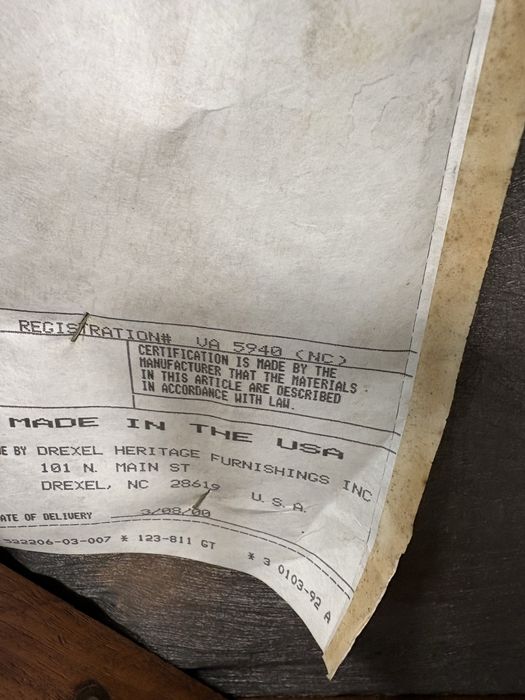 REGISTRATION# VA 5940 (NC)
CERTIFICATION IS MADE BY THE
MANUFACTURER THAT THE MATERIALS
IN THIS ARTICLE ARE DESCRIBED
IN ACCORDANCE WITH LAW.
MADE IN THE USA
E BY DREXEL HERITAGE FURNISHINGS INC
101 N. MAIN ST
DREXEL, NC 28619 U.S.A.
ATE OF DELIVERY 3/08/00
322206-03-007 * 123-811 GT * 3 0103-92 A